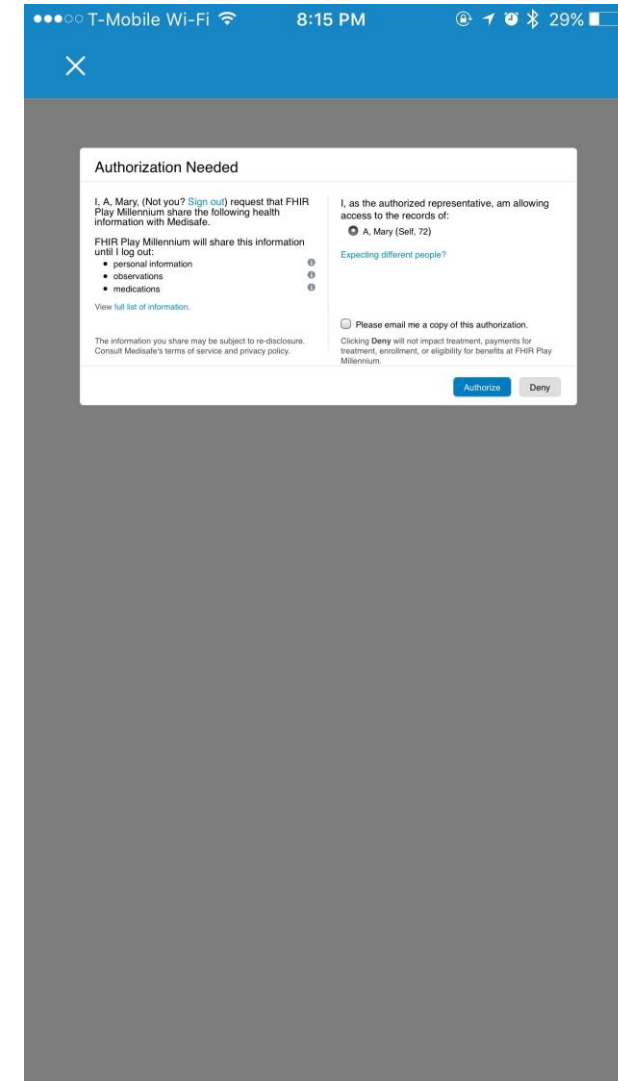 T-Mobile Wi-Fi 8:15 PM 29%
Authorization Needed
I, A, Mary, (Not you? Sign out) request that FHIR
Play Millennium share the following health
information with Medisafe.
FHIR Play Millennium will share this information
until I log out:
• personal information
• observations
• medications
View full list of information.
The information you share may be subject to re-disclosure.
Consult Medisafe's terms of service and privacy policy.
I, as the authorized representative, am allowing
access to the records of:
A, Mary (Self, 72)
Expecting different people?
Please email me a copy of this authorization.
Clicking Deny will not impact treatment, payments for
treatment, enrollment, or eligibility for benefits at FHIR Play
Millennium.
Authorize Deny